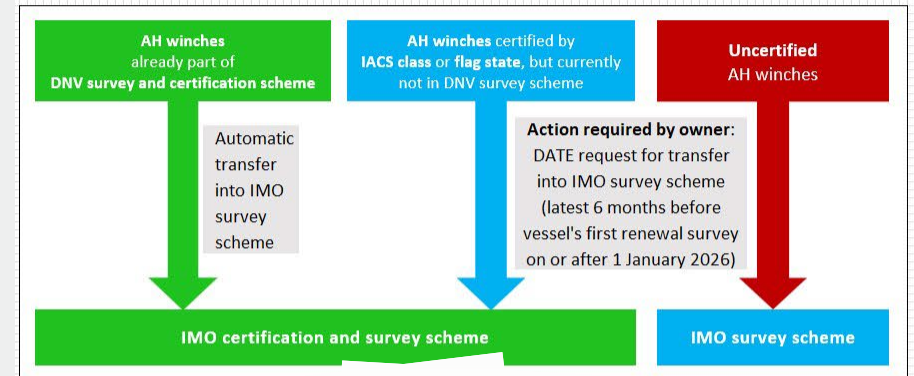 AH winches
already part of
DNV survey and certification scheme
AH winches certified by
IACS class or flag state, but currently
not in DNV survey scheme
Uncertified
AH winches
Automatic
transfer
into IMO
survey
scheme
Action required by owner:
DATE request for transfer
into IMO survey scheme
(latest 6 months before
vessel's first renewal survey
on or after 1 January 2026)
IMO certification and survey scheme
IMO survey scheme